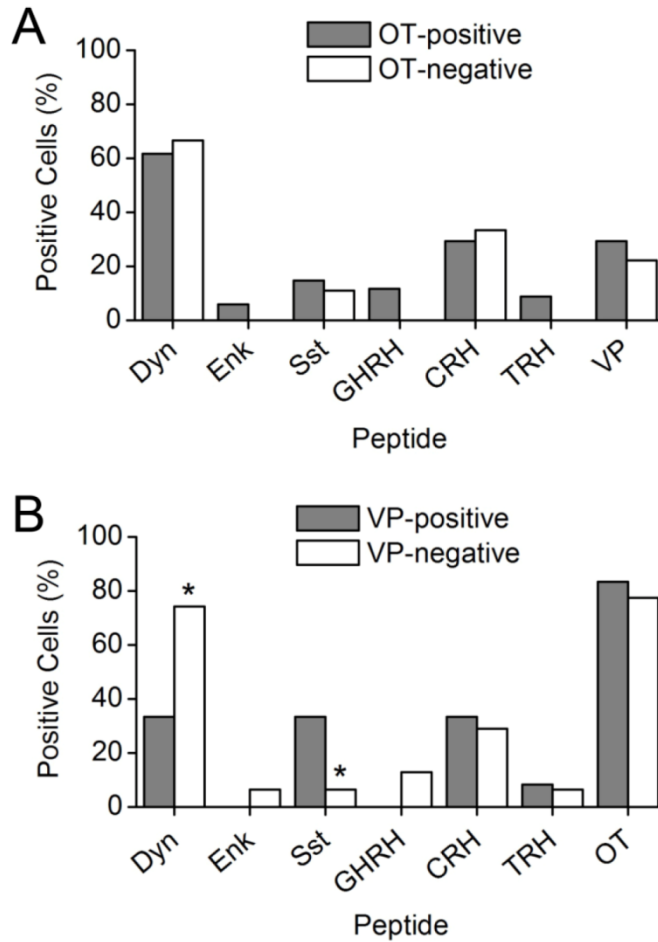 A
OT-positive
OT-negative
100
80
60
40
20
0
Positive Cells (%)
Dyn
Enk
Sst
GHRH
CRH
TRH
VP
Peptide
B
VP-positive
VP-negative
100
80
60
40
20
0
Positive Cells (%)
*
*
Dyn
Enk
Sst
GHRH
CRH
TRH
OT
Peptide